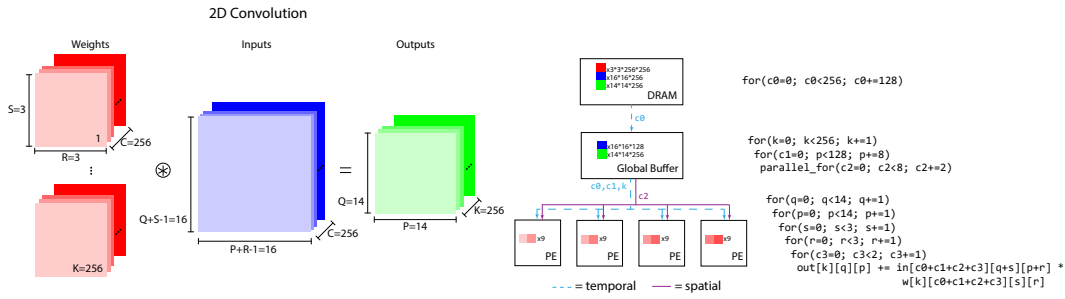 2D Convolution
Weights
Inputs
Outputs
S=3
1
R=3
C=256
...
K=256
Q+S-1=16
P+R-1=16
C=256
=
Q=14
P=14
K=256
x3*3*256*256
x16*16*256
x14*14*256
DRAM
c0
x16*16*128
x14*14*256
Global Buffer
c0,c1,k
c2
x9
PE
x9
PE
x9
PE
x9
PE
= temporal
= spatial
for(c0=0; c0<256; c0+=128)
for(k=0; k<256; k+=1)
for(c1=0; p<128; p+=8)
parallel_for(c2=0; c2<8; c2+=2)
for(q=0; q<14; q+=1)
for(p=0; p<14; p+=1)
for(s=0; s<3; s+=1)
for(r=0; r<3; r+=1)
for(c3=0; c3<2; c3+=1)
out[k][q][p] += in[c0+c1+c2+c3][q+s][p+r] *
w[k][c0+c1+c2+c3][s][r]